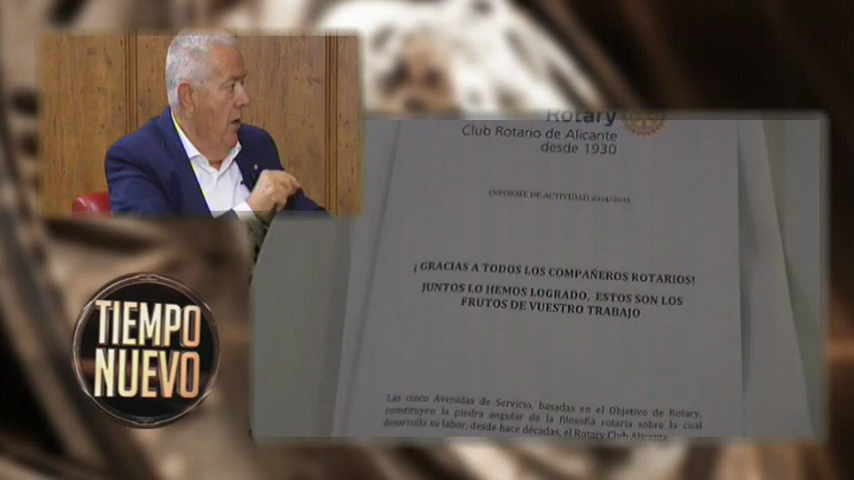 Rotary
Club Rotario de Alicante
desde 1930
INFORME DE ACTIVIDAD 2014/2015
¡ GRACIAS A TODOS LOS COMPAÑEROS ROTARIOS!
JUNTOS LO HEMOS LOGRADO, ESTOS SON LOS
FRUTOS DE VUESTRO TRABAJO
TIEMPO
NUEVO
Las cinco Avenidas de Servicio, basadas en el Objetivo de Rotary,
constituyen la piedra angular de la filosofía rotaria sobre la cual
desarrolla su labor, desde hace décadas, el Rotary Club Alicante